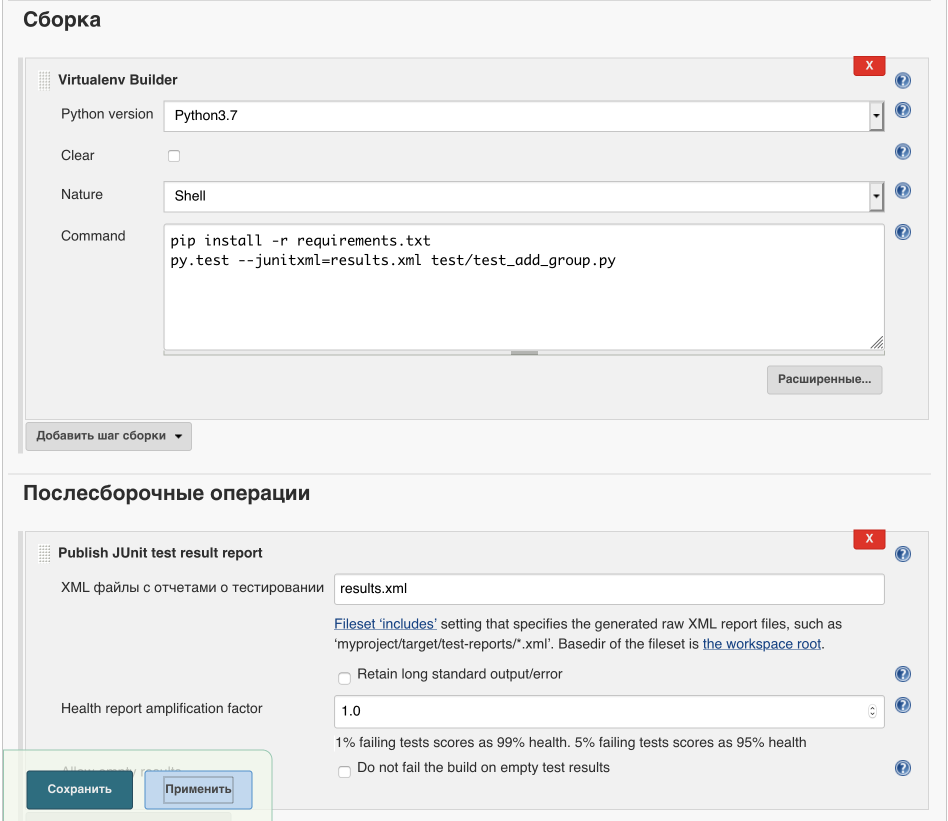 Сборка
X
Virtualenv Builder
Python version
Python3.7
Clear
Nature
Shell
Command
pip install -r requirements.txt
py.test --junitxml=results.xml test/test_add_group.py
Расширенные...
Добавить шаг сборки
Послесборочные операции
X
Publish JUnit test result report
XML файлы с отчетами о тестировании
results.xml
Fileset ‘includes’ setting that specifies the generated raw XML report files, such as
‘myproject/target/test-reports/*.xml’. Basedir of the fileset is the workspace root.
Retain long standard output/error
Health report amplification factor
1.0
1% failing tests scores as 99% health. 5% failing tests scores as 95% health
Allow empty results
Do not fail the build on empty test results
Сохранить
Применить